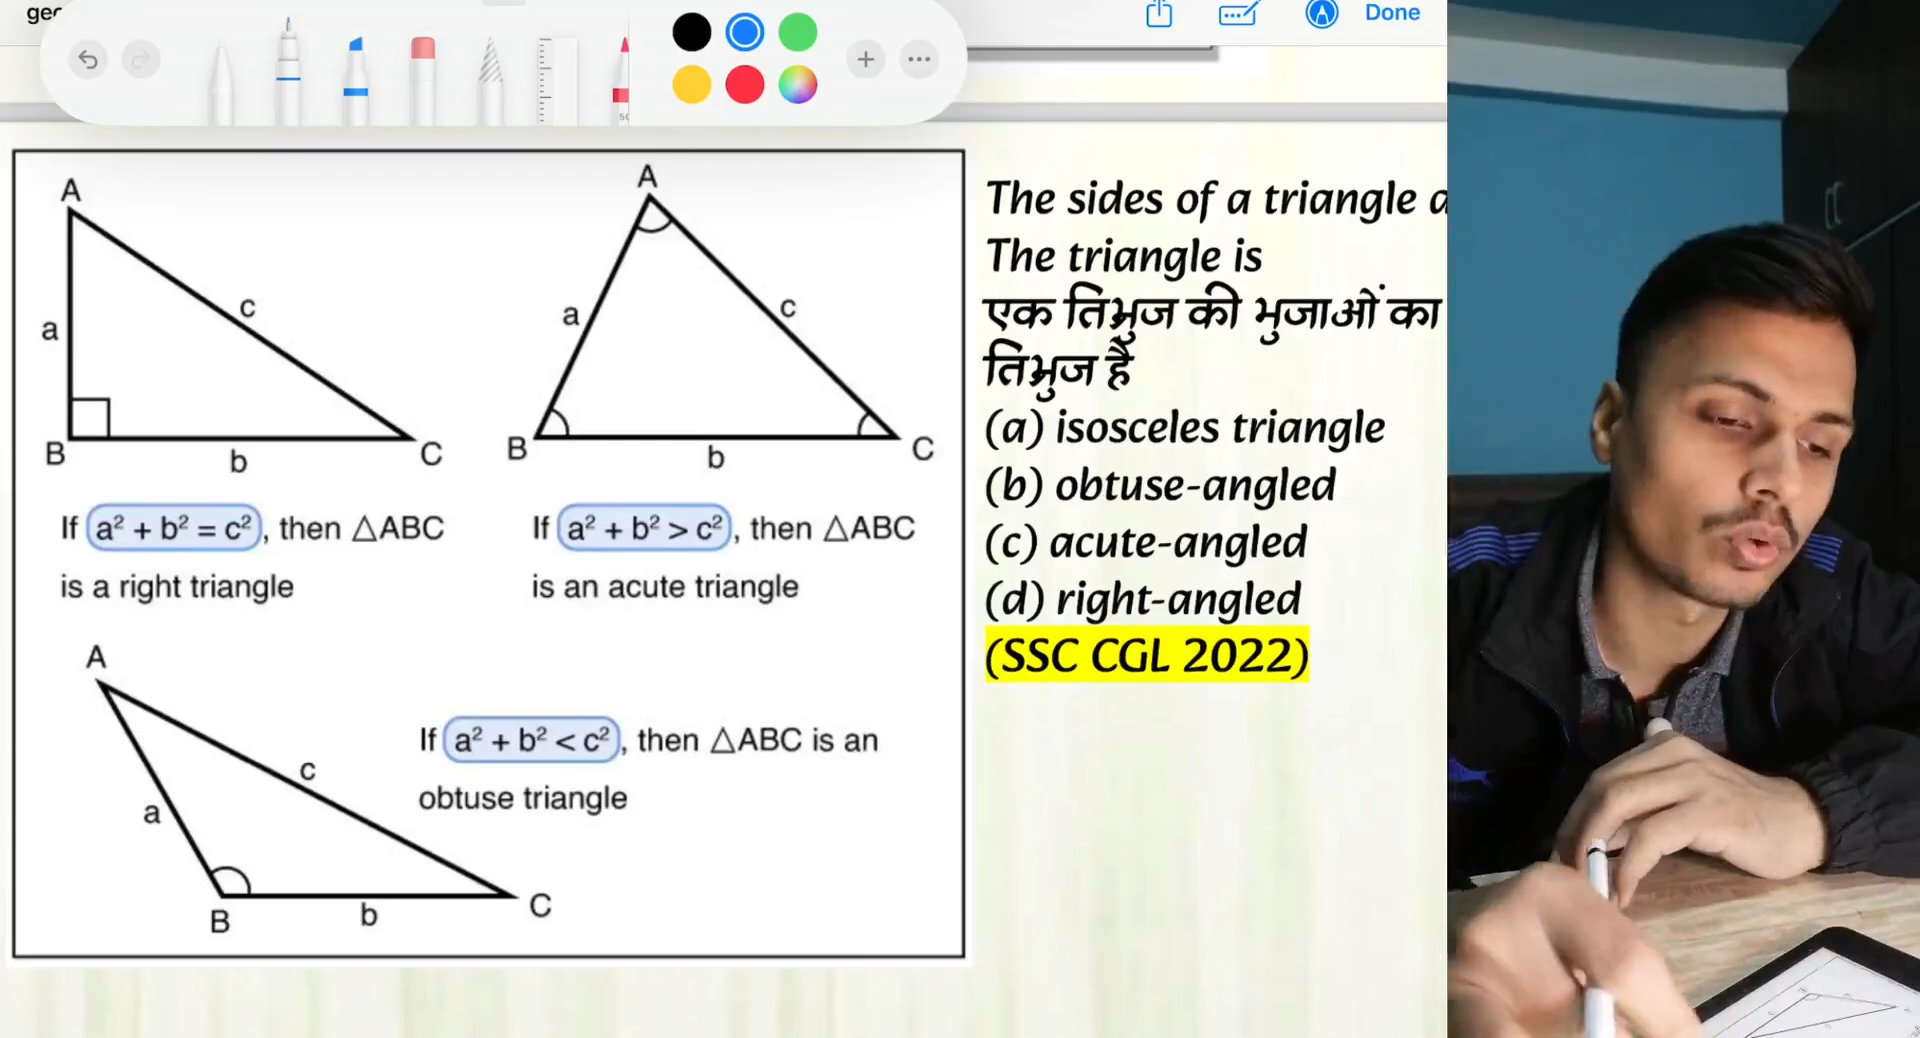 Done
A
a
c
B
b
C
If a² + b² = c², then △ABC
is a right triangle
A
a
c
B
b
C
If a² + b² > c², then △ABC
is an acute triangle
A
c
a
B
b
C
If a² + b² < c², then △ABC is an
obtuse triangle
The sides of a triangle
The triangle is
एक त्रिभुज की भुजाओं का
त्रिभुज है
(a) isosceles triangle
(b) obtuse-angled
(c) acute-angled
(d) right-angled
(SSC CGL 2022)